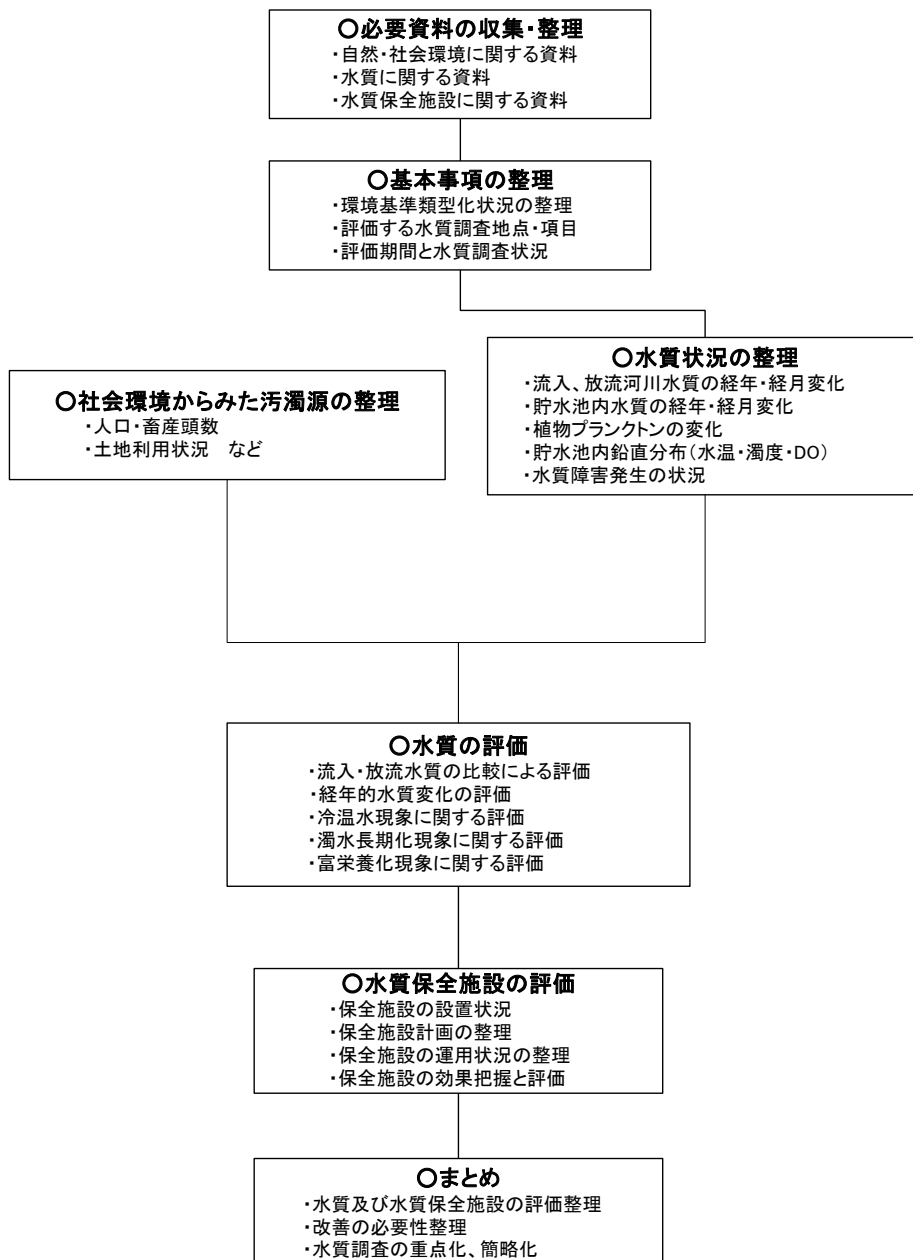 ○必要資料の収集・整理
・自然・社会環境に関する資料
・水質に関する資料
・水質保全施設に関する資料
○基本事項の整理
・環境基準類型化状況の整理
・評価する水質調査地点・項目
・評価期間と水質調査状況
○社会環境からみた汚濁源の整理
・人口・畜産頭数
・土地利用状況　など
○水質状況の整理
・流入、放流河川水質の経年・経月変化
・貯水池内水質の経年・経月変化
・植物プランクトンの変化
・貯水池内鉛直分布(水温・濁度・DO)
・水質障害発生の状況
○水質の評価
・流入・放流水質の比較による評価
・経年的水質変化の評価
・冷温水現象に関する評価
・濁水長期化現象に関する評価
・富栄養化現象に関する評価
○水質保全施設の評価
・保全施設の設置状況
・保全施設計画の整理
・保全施設の運用状況の整理
・保全施設の効果把握と評価
○まとめ
・水質及び水質保全施設の評価整理
・改善の必要性整理
・水質調査の重点化、簡略化